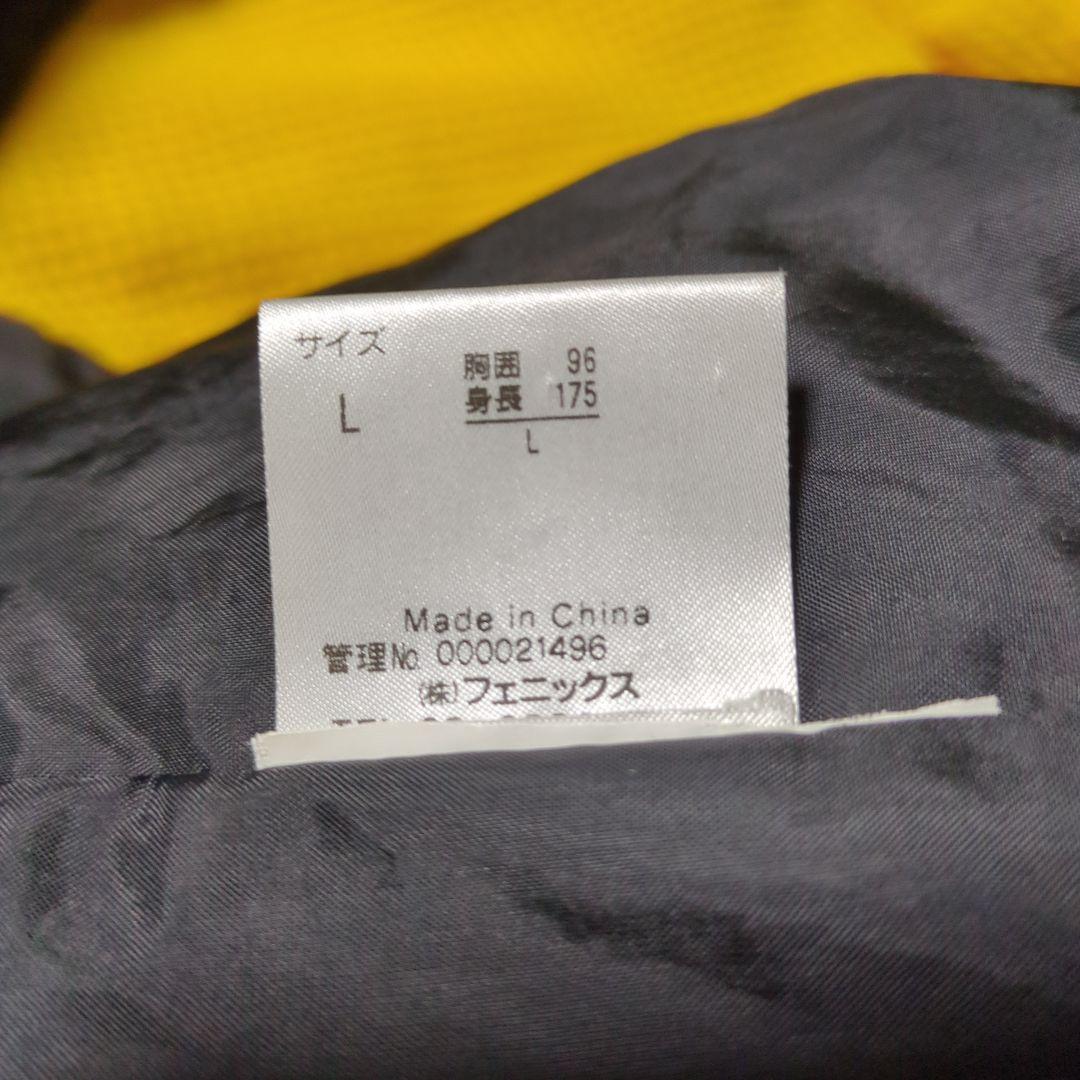 サイズ
L
胸囲 96
身長 175
L
Made in China
管理No. 000021496
(株)フェニックス